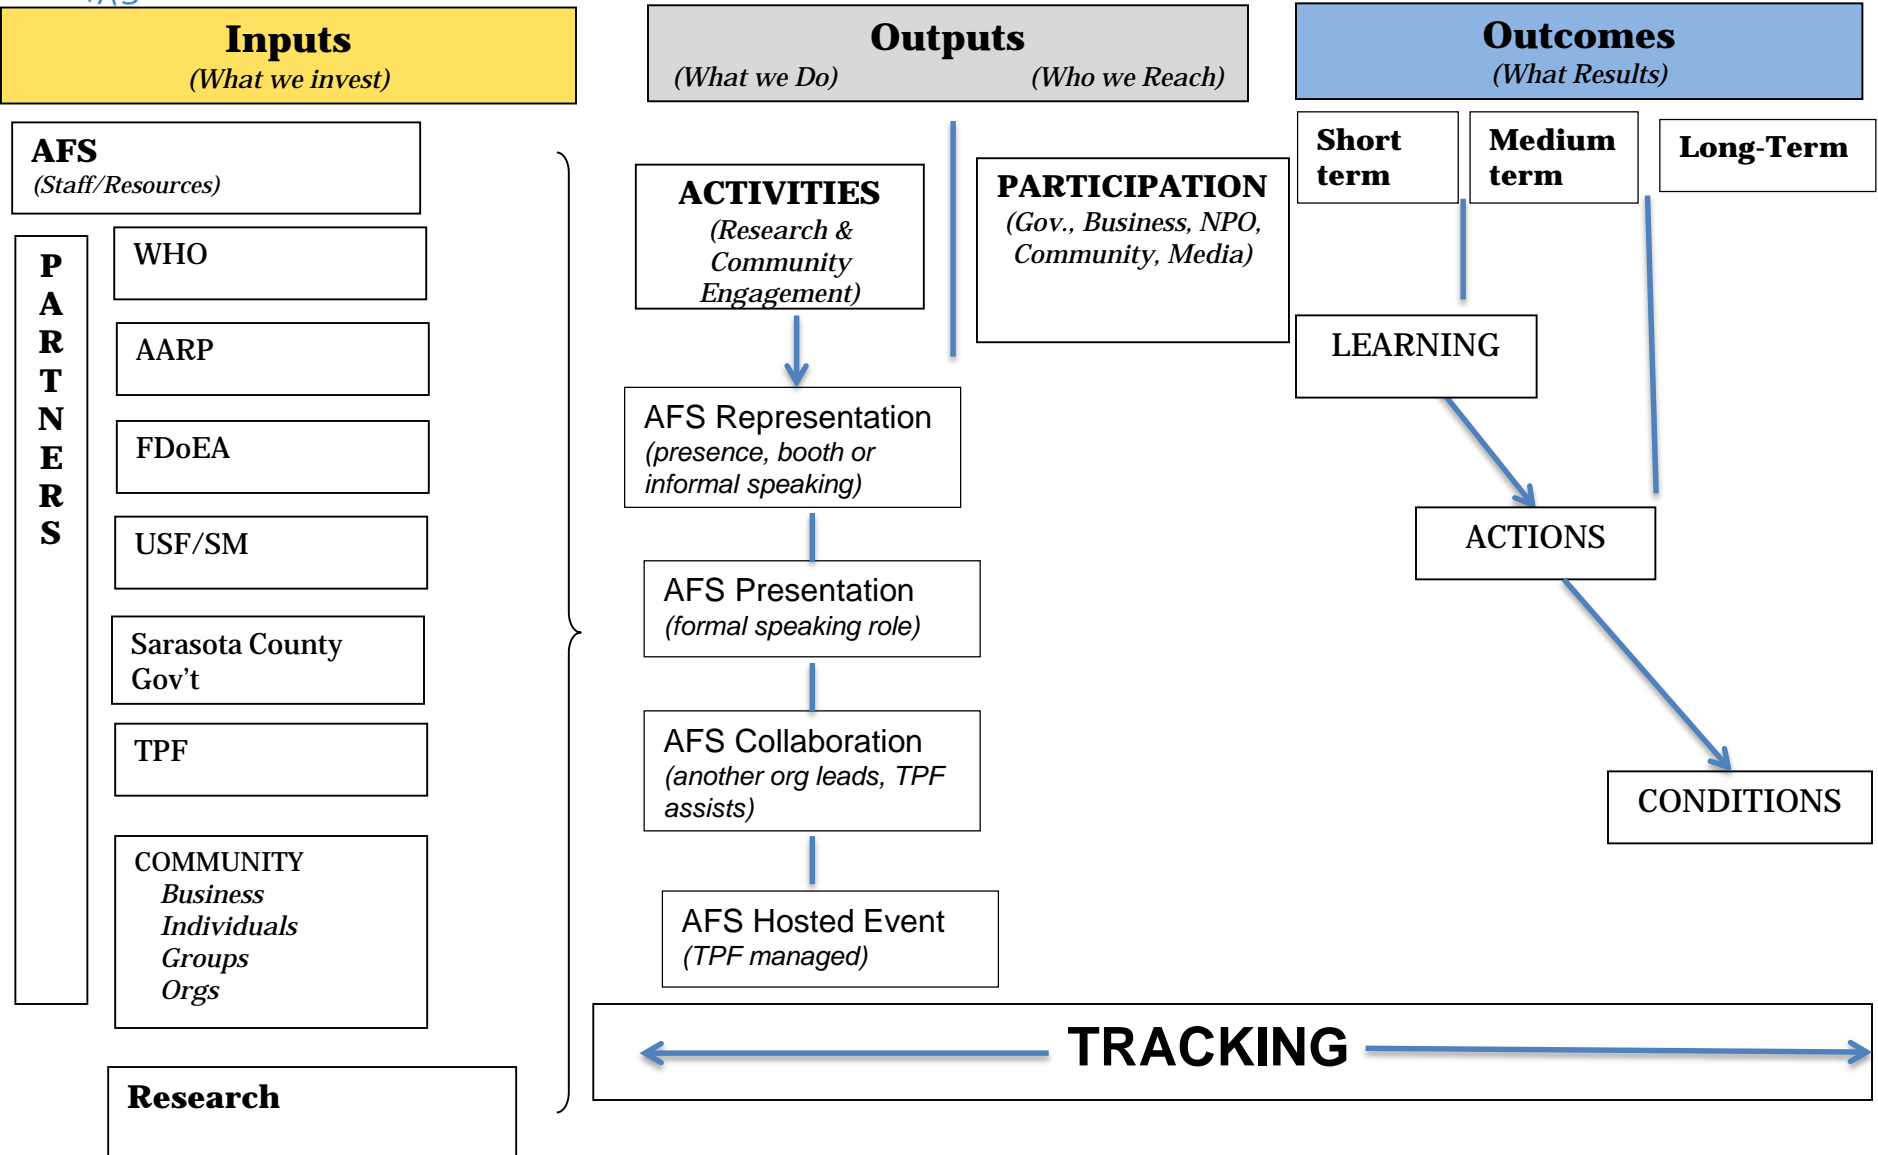 Inputs
(What we invest)
AFS
(Staff/Resources)
PARTNERS
WHO
AARP
FDoEA
USF/SM
Sarasota County
Gov't
TPF
COMMUNITY
Business
Individuals
Groups
Orgs
Research
Outputs
(What we Do) (Who we Reach)
ACTIVITIES
(Research &
Community
Engagement)
PARTICIPATION
(Gov., Business, NPO,
Community, Media)
AFS Representation
(presence, booth or
informal speaking)
AFS Presentation
(formal speaking role)
AFS Collaboration
(another org leads, TPF
assists)
AFS Hosted Event
(TPF managed)
Outcomes
(What Results)
Short
term
Medium
term
Long-Term
LEARNING
ACTIONS
CONDITIONS
TRACKING